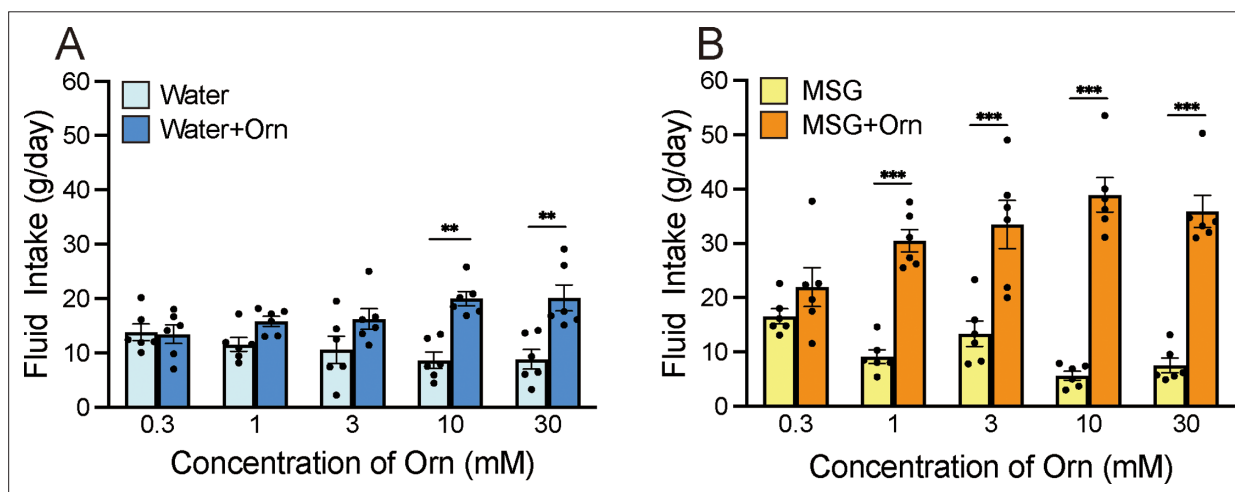 A
Fluid Intake (g/day)
60
50
40
30
20
10
0
Water
Water+Orn
**
**
0.3 1 3 10 30
Concentration of Orn (mM)
B
Fluid Intake (g/day)
60
50
40
30
20
10
0
MSG
MSG+Orn
***
***
***
***
0.3 1 3 10 30
Concentration of Orn (mM)